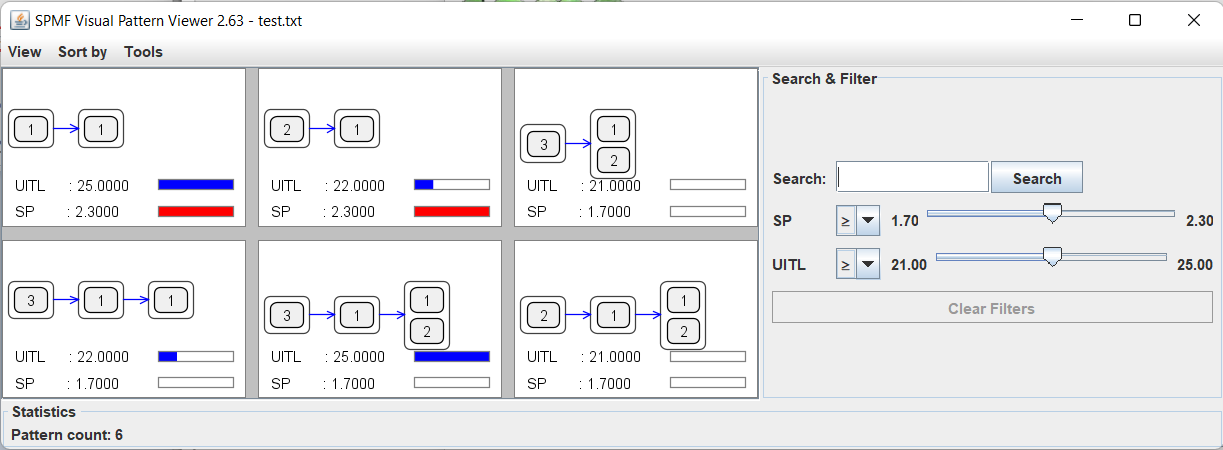 SPMF Visual Pattern Viewer 2.63 - test.txt
View Sort by Tools
1 1
UITL : 25.0000
SP : 2.3000
2 1
UITL : 22.0000
SP : 2.3000
3 1
2
UITL : 21.0000
SP : 1.7000
3 1 1
UITL : 22.0000
SP : 1.7000
3 1 1
2
UITL : 25.0000
SP : 1.7000
2 1 1
2
UITL : 21.0000
SP : 1.7000
Search & Filter
Search: Search
SP ≥ 1.70 2.30
UITL ≥ 21.00 25.00
Clear Filters
Statistics
Pattern count: 6